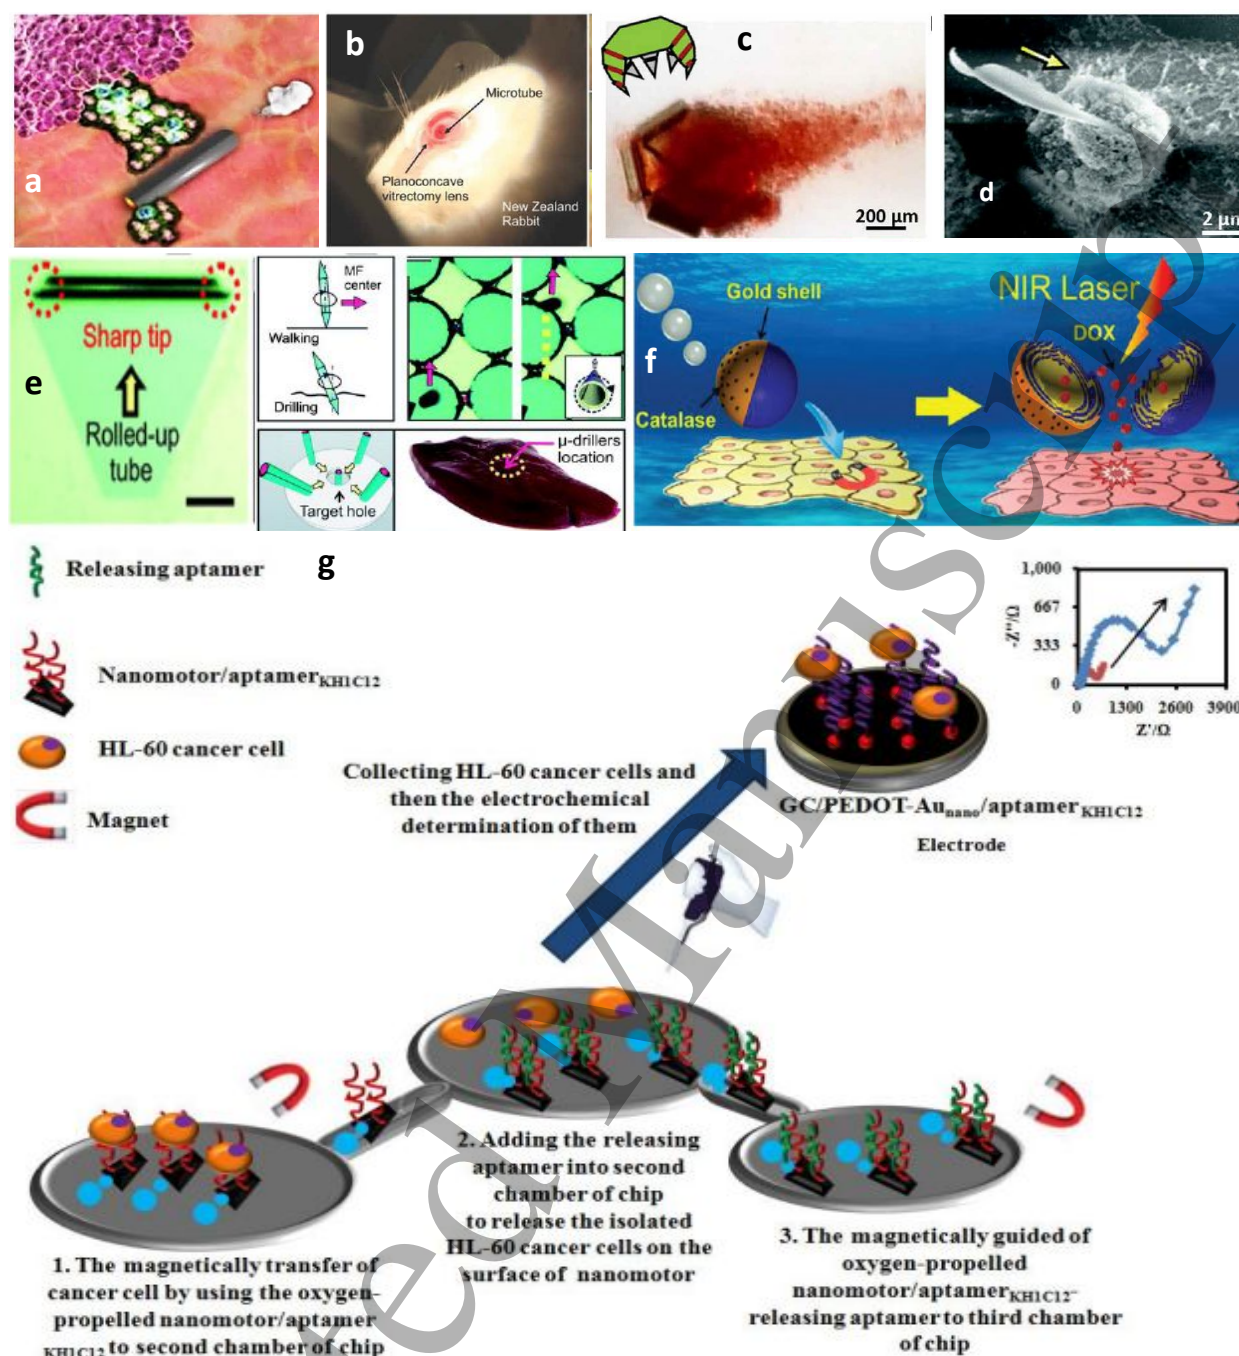 a
b
Microtube
Planoconcave
vitrectomy lens
New Zealand
Rabbit
c
200 µm
d
2 µm
e
Sharp tip
Rolled-up
tube
MF
center
Walking
Drilling
Target hole
µ-drillers
location
f
Gold shell
Catalase
NIR Laser
DOX
g
Releasing aptamer
Nanomotor/aptamerKH1C12
HL-60 cancer cell
Magnet
Collecting HL-60 cancer cells and
then the electrochemical
determination of them
-Z''/Ω
1,000
667
333
0
0 1300 2600 3900
Z'/Ω
GC/PEDOT-Aunano/aptamerKH1C12
Electrode
1. The magnetically transfer of
cancer cell by using the oxygen-
propelled nanomotor/aptamer
KH1C12 to second chamber of chip
2. Adding the releasing
aptamer into second
chamber of chip
to release the isolated
HL-60 cancer cells on the
surface of nanomotor
3. The magnetically guided of
oxygen-propelled
nanomotor/aptamerKH1C12-
releasing aptamer to third chamber
of chip
ted Manuscrip